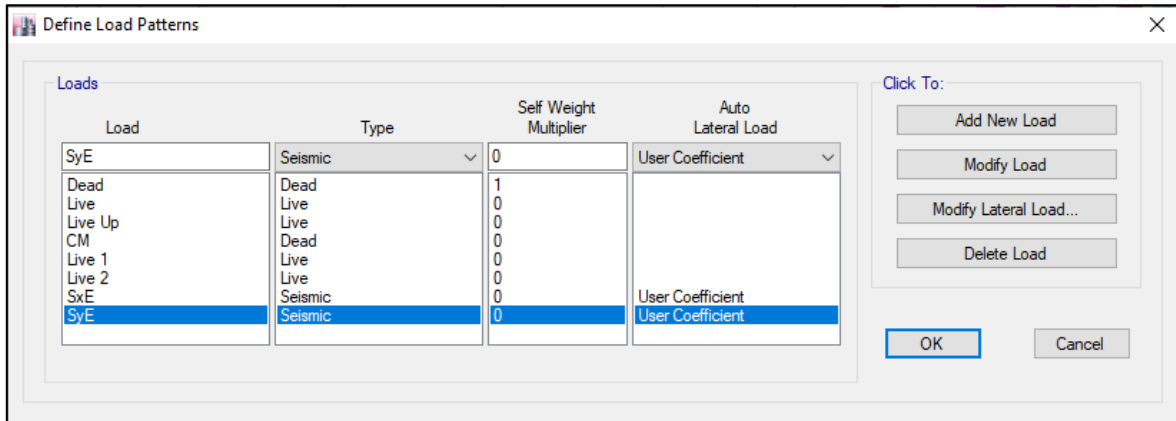 Define Load Patterns
Loads
Click To:
Load Type Self Weight Multiplier Auto Lateral Load
SyE Seismic 0 User Coefficient
Dead Dead 1
Live Live 0
Live Up Live 0
CM Dead 0
Live 1 Live 0
Live 2 Live 0
SxE Seismic 0 User Coefficient
SyE Seismic 0 User Coefficient
Add New Load
Modify Load
Modify Lateral Load...
Delete Load
OK Cancel